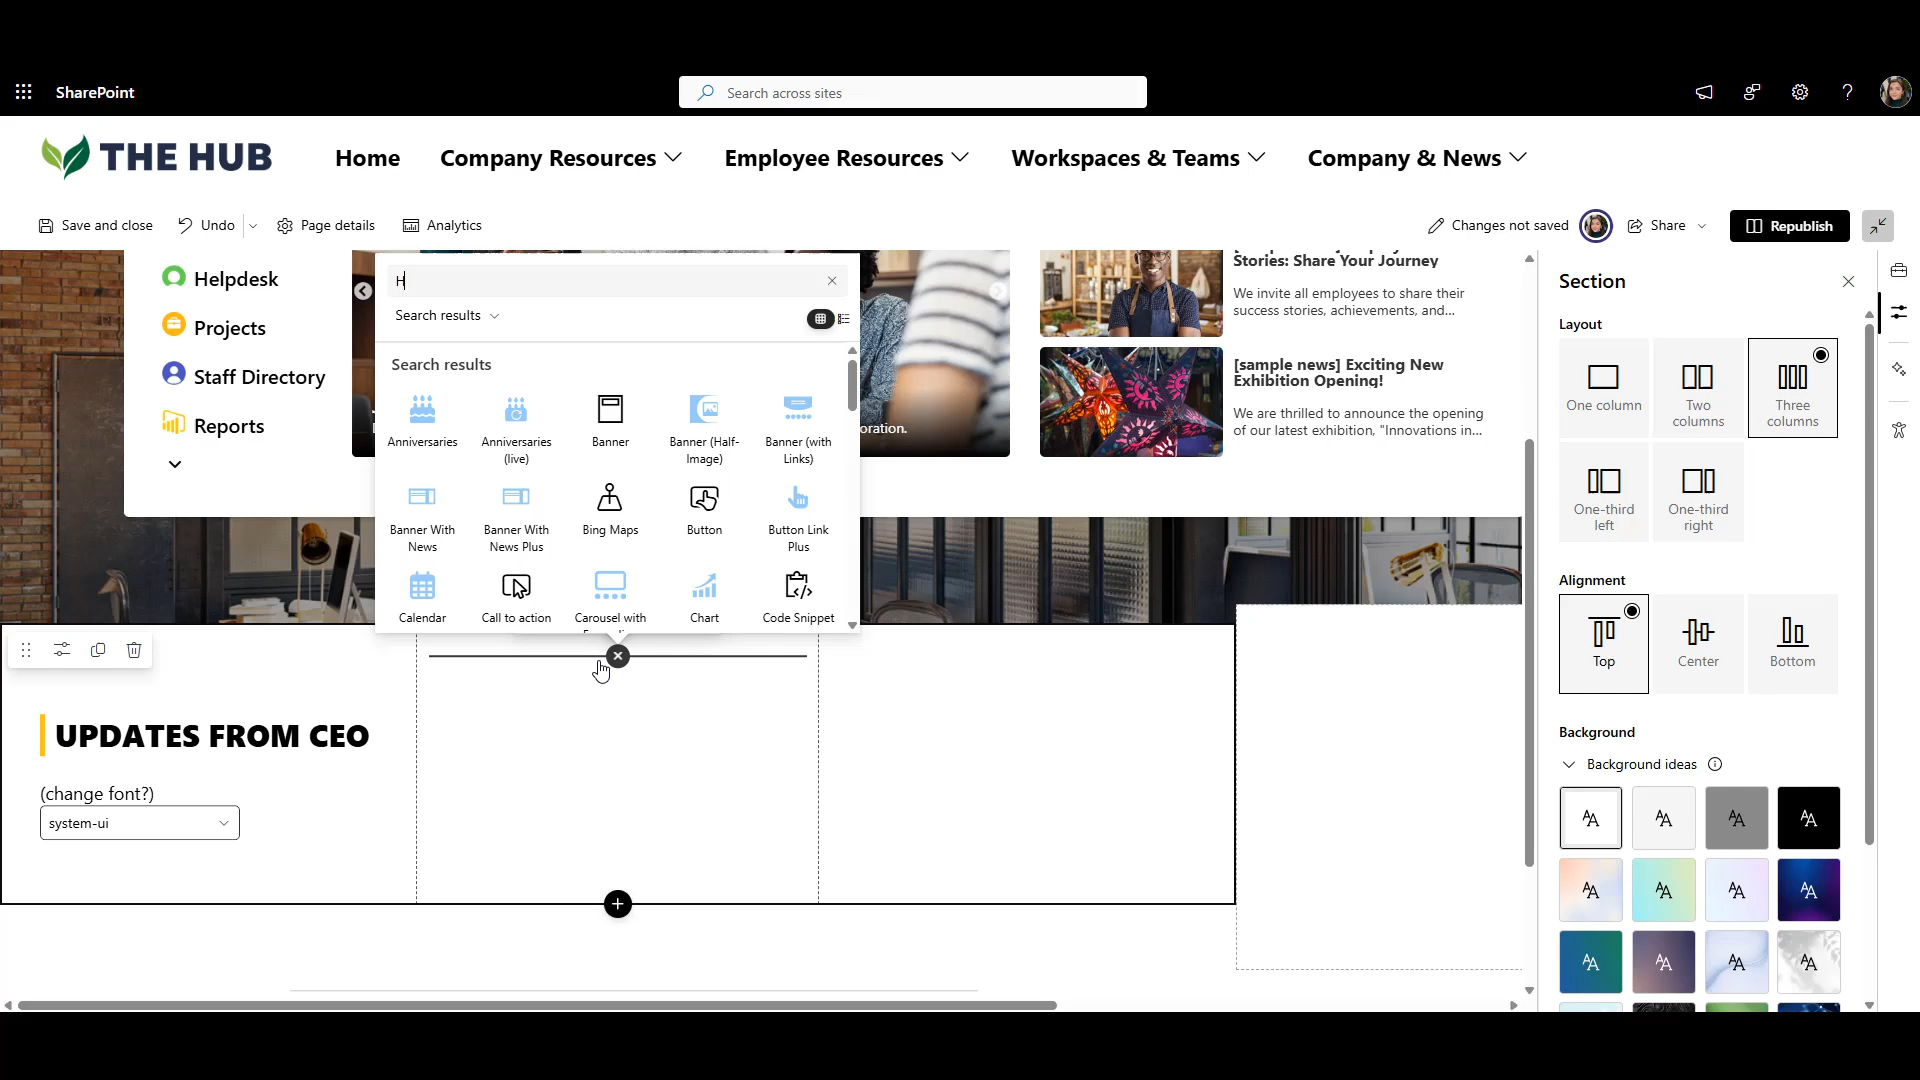 SharePoint
Search across sites
THE HUB
Home
Company Resources
Employee Resources
Workspaces & Teams
Company & News
Save and close
Undo
Page details
Analytics
Changes not saved
Share
Republish
Helpdesk
Projects
Staff Directory
Reports
H
Search results
Search results
Anniversaries
Anniversaries
(live)
Banner
Banner (Half-
Image)
Banner (with
Links)
Banner With
News
Banner With
News Plus
Bing Maps
Button
Button Link
Plus
Calendar
Call to action
Carousel with
Chart
Code Snippet
oration.
Stories: Share Your Journey
We invite all employees to share their
success stories, achievements, and...
[sample news] Exciting New
Exhibition Opening!
We are thrilled to announce the opening
of our latest exhibition, "Innovations in...
UPDATES FROM CEO
(change font?)
system-ui
Section
Layout
One column
Two
columns
Three
columns
One-third
left
One-third
right
Alignment
Top
Center
Bottom
Background
Background ideas